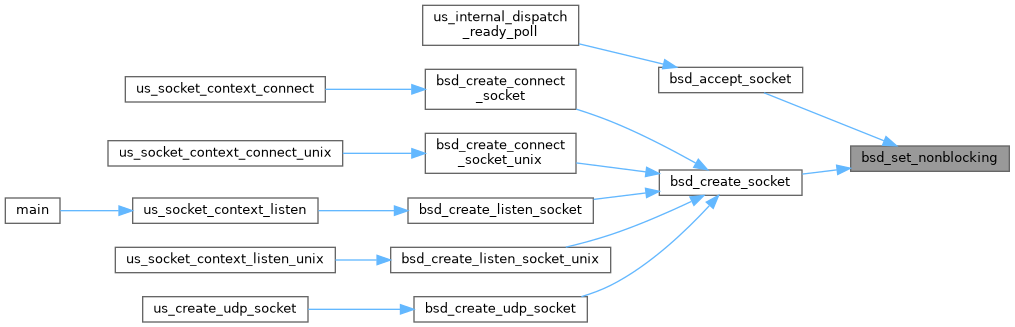 us_internal_dispatch
_ready_poll
bsd_accept_socket
bsd_create_connect
_socket
us_socket_context_connect
bsd_create_connect
_socket_unix
us_socket_context_connect_unix
bsd_set_nonblocking
bsd_create_socket
main
us_socket_context_listen
bsd_create_listen_socket
us_socket_context_listen_unix
bsd_create_listen_socket_unix
us_create_udp_socket
bsd_create_udp_socket